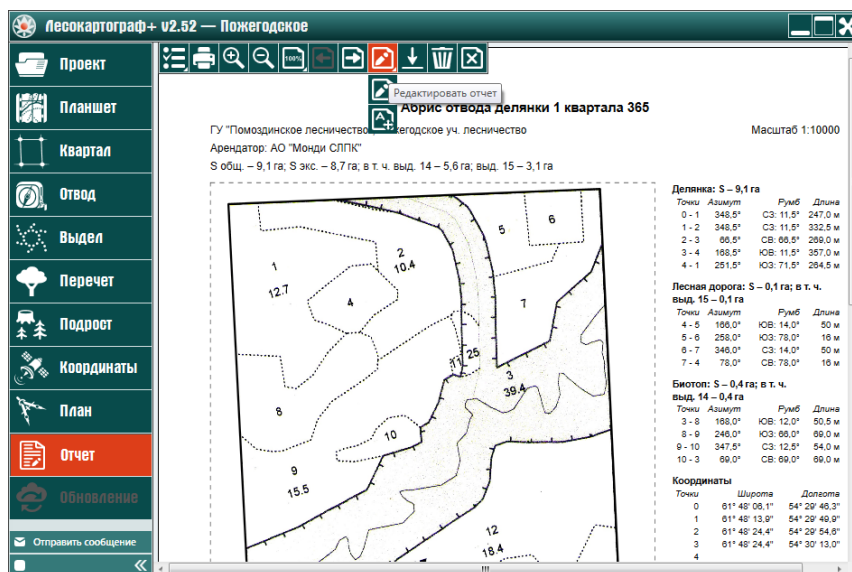 Лесокартограф+ v2.52 — Пожегодское
Проект
Планшет
Квартал
Отвод
Выдел
Перечет
Подрост
Координаты
План
Отчет
Обновление
Отправить сообщение
100%
Редактировать отчет
Абрис отвода делянки 1 квартала 365
ГУ "Помоздинское лесничество, жегодское уч. лесничество
Масштаб 1:10000
Арендатор: АО "Монди СЛПК"
S общ. – 9,1 га; S экс. – 8,7 га; в т. ч. выд. 14 – 5,6 га; выд. 15 – 3,1 га
1
12.7
2
10.4
4
5
6
7
8
9
15.5
10
11
25
3
39.4
12
18.4
Делянка: S – 9,1 га
Точки Азимут Румб Длина
0 - 1 348,5° СЗ: 11,5° 247,0 м
1 - 2 348,5° СЗ: 11,5° 332,5 м
2 - 3 66,5° СВ: 66,5° 269,0 м
3 - 4 168,5° ЮВ: 11,5° 357,0 м
4 - 1 251,5° ЮЗ: 71,5° 264,5 м
Лесная дорога: S – 0,1 га; в т. ч.
выд. 15 – 0,1 га
Точки Азимут Румб Длина
4 - 5 166,0° ЮВ: 14,0° 50 м
5 - 6 258,0° ЮЗ: 78,0° 16 м
6 - 7 346,0° СЗ: 14,0° 50 м
7 - 4 78,0° СВ: 78,0° 16 м
Биотоп: S – 0,4 га; в т. ч.
выд. 14 – 0,4 га
Точки Азимут Румб Длина
3 - 8 168,0° ЮВ: 12,0° 50,5 м
8 - 9 246,0° ЮЗ: 66,0° 69,0 м
9 - 10 347,5° СЗ: 12,5° 54,0 м
10 - 3 69,0° СВ: 69,0° 69,0 м
Координаты
Точки Широта Долгота
0 61° 48' 06,1" 54° 29' 46,3"
1 61° 48' 13,9" 54° 29' 49,9"
2 61° 48' 24,4" 54° 29' 54,6"
3 61° 48' 24,4" 54° 30' 13,0"
4